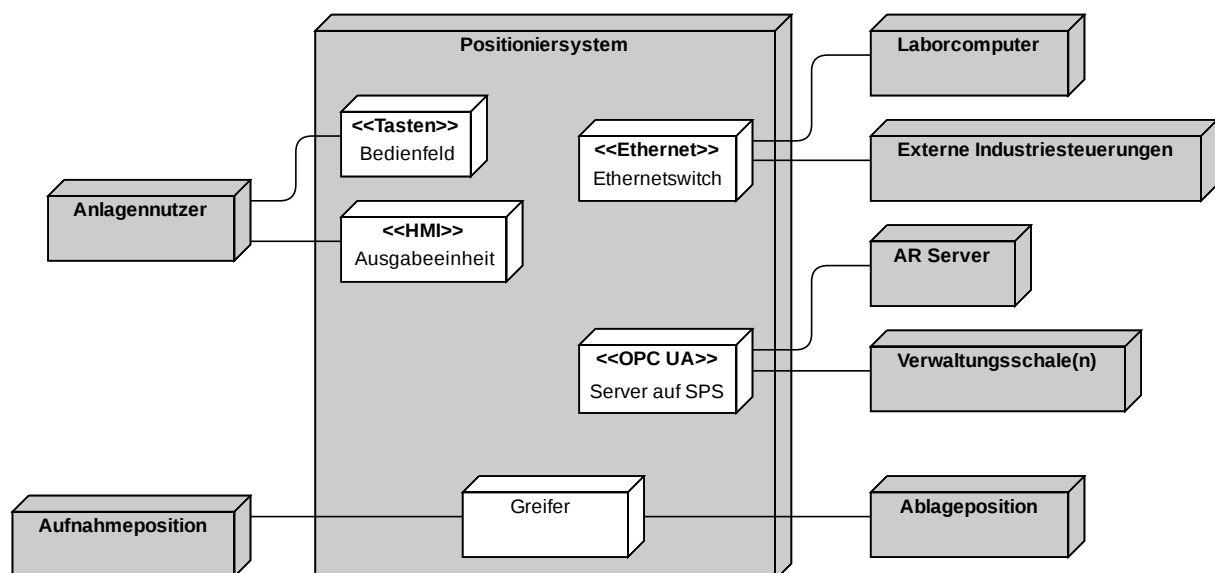 Positioniersystem
Laborcomputer
<<Tasten>>
Bedienfeld
<<Ethernet>>
Ethernetswitch
Externe Industriesteuerungen
Anlagennutzer
<<HMI>>
Ausgabeeinheit
AR Server
<<OPC UA>>
Server auf SPS
Verwaltungsschale(n)
Aufnahmeposition
Greifer
Ablageposition